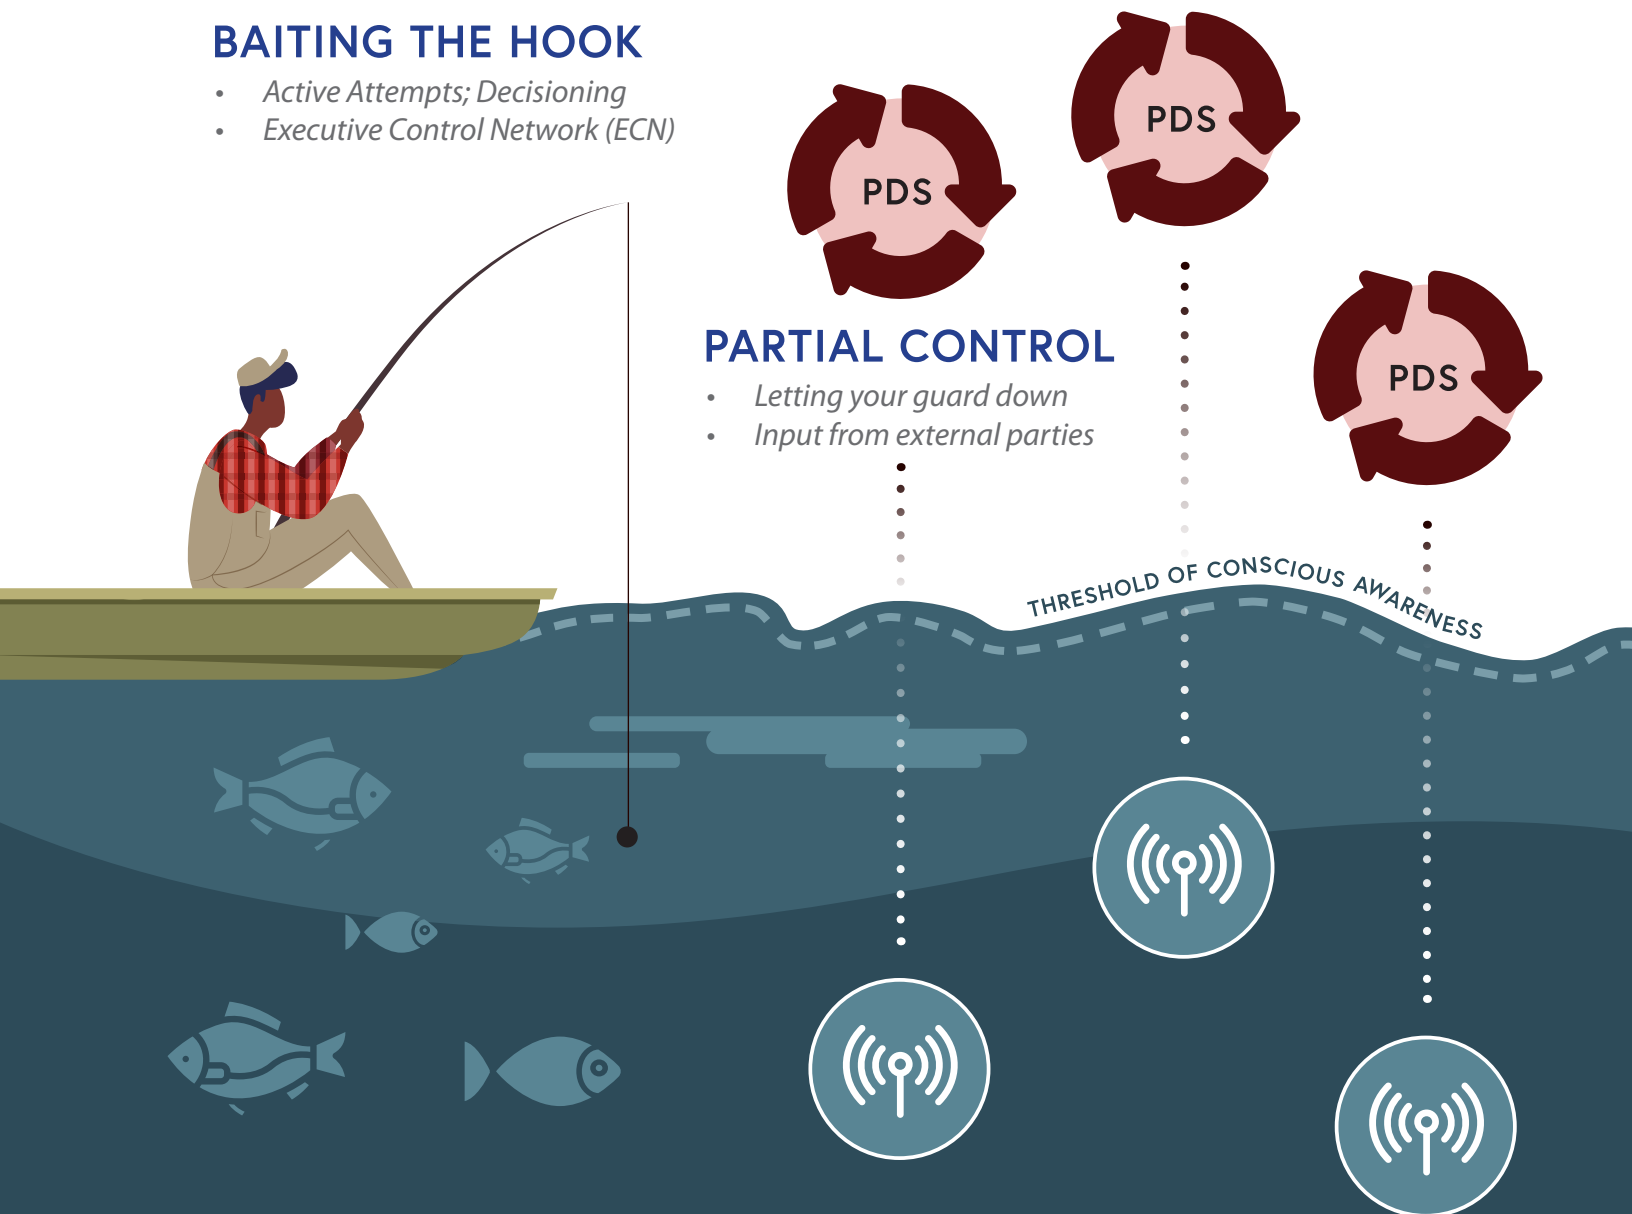 BAITING THE HOOK
• Active Attempts; Decisioning
• Executive Control Network (ECN)
PDS
PDS
PDS
PARTIAL CONTROL
• Letting your guard down
• Input from external parties
THRESHOLD OF CONSCIOUS AWARENESS